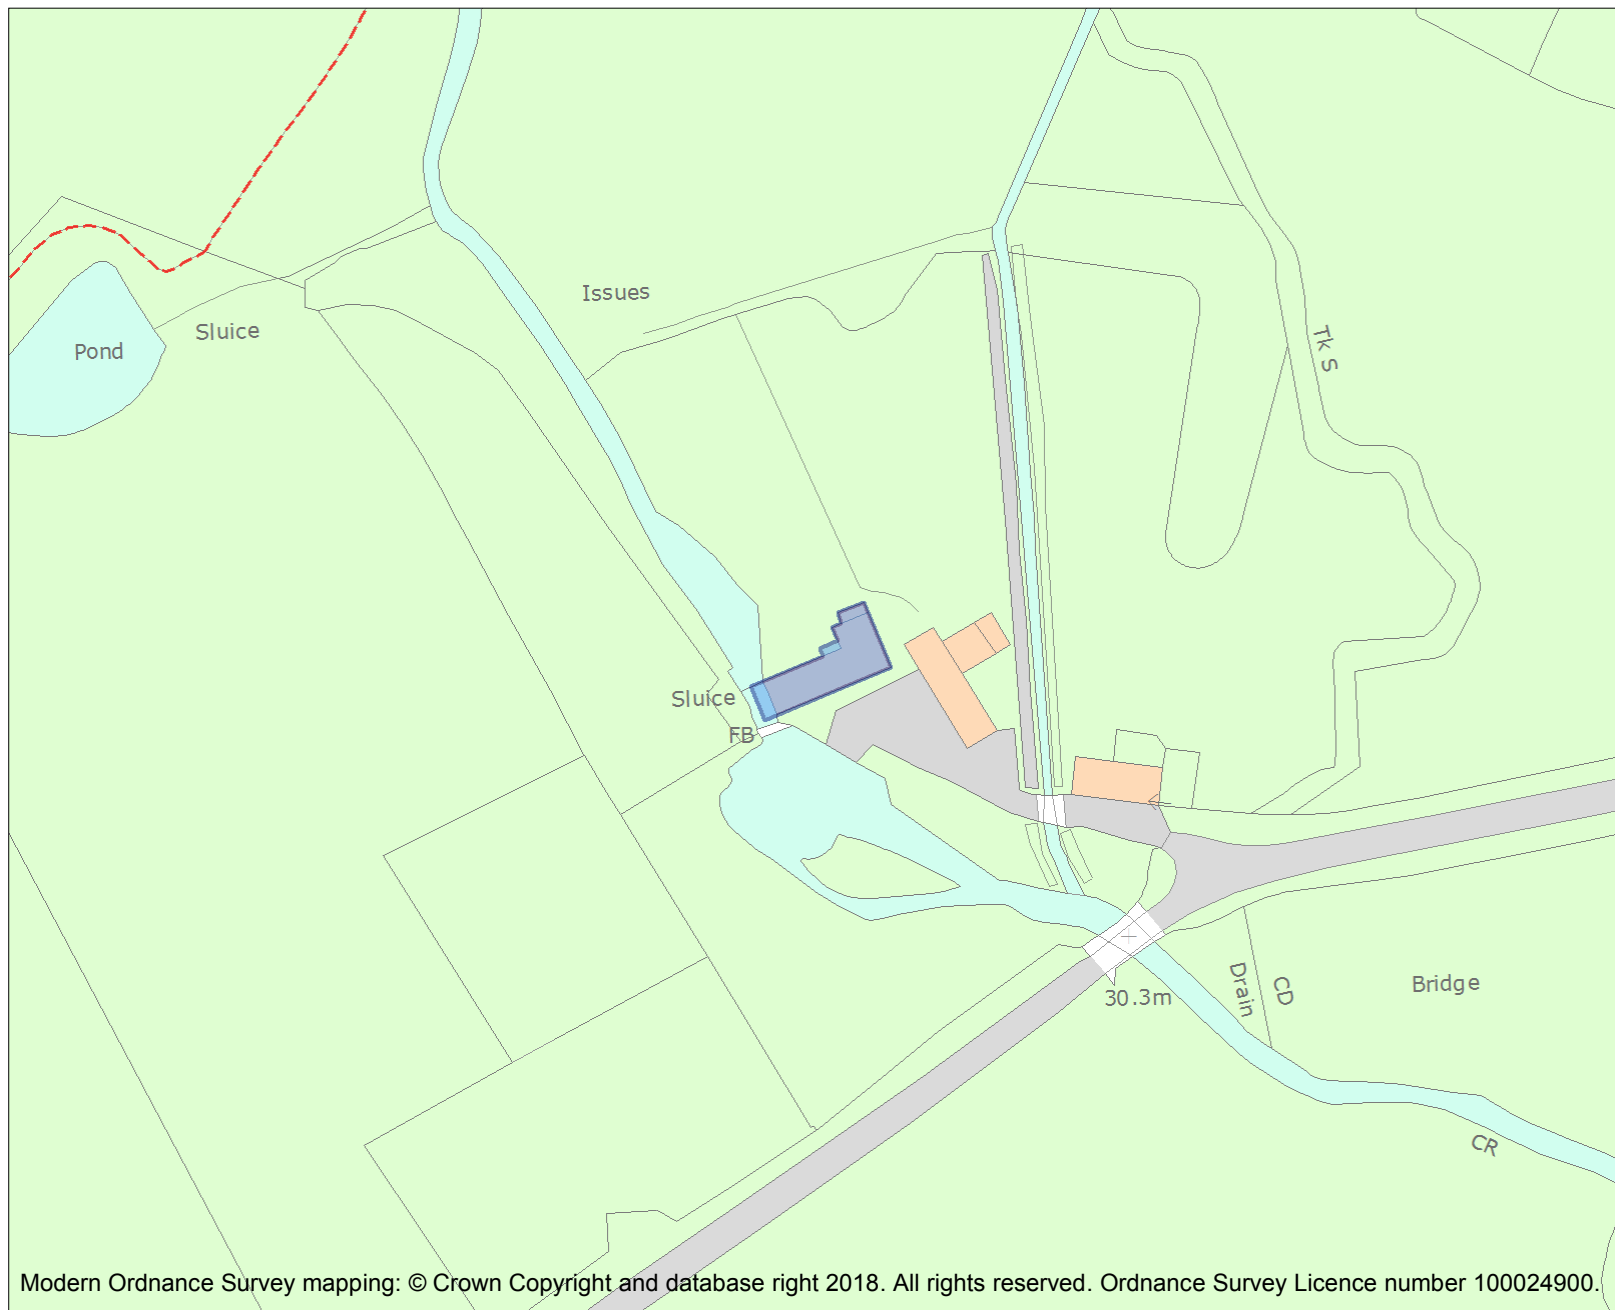 Issues
Sluice
Tk S
Pond
Sluice
FB
Drain
CD
Bridge
30.3m
CR
Modern Ordnance Survey mapping: © Crown Copyright and database right 2018. All rights reserved. Ordnance Survey Licence number 100024900.